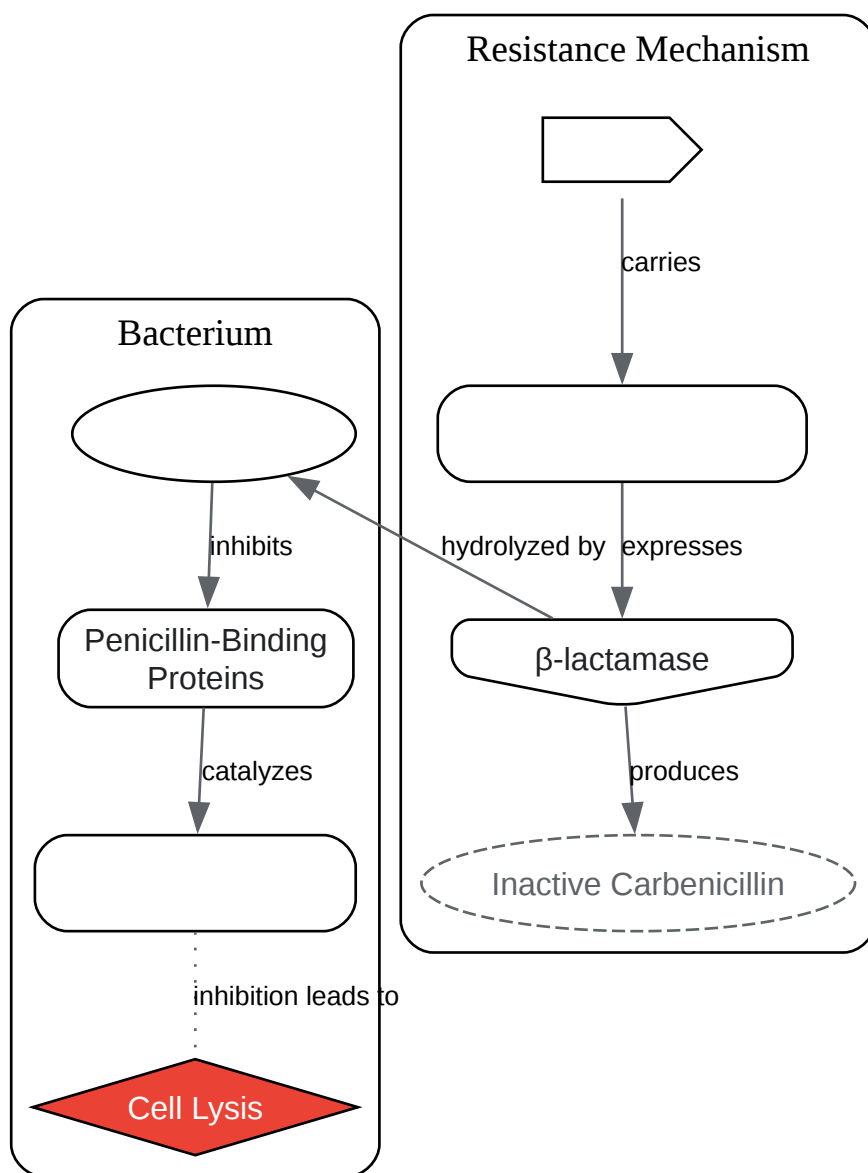 Resistance Mechanism
carries
Bacterium
inhibits
hydrolyzed by
expresses
Penicillin-Binding
Proteins
β-lactamase
catalyzes
produces
Inactive Carbenicillin
inhibition leads to
Cell Lysis